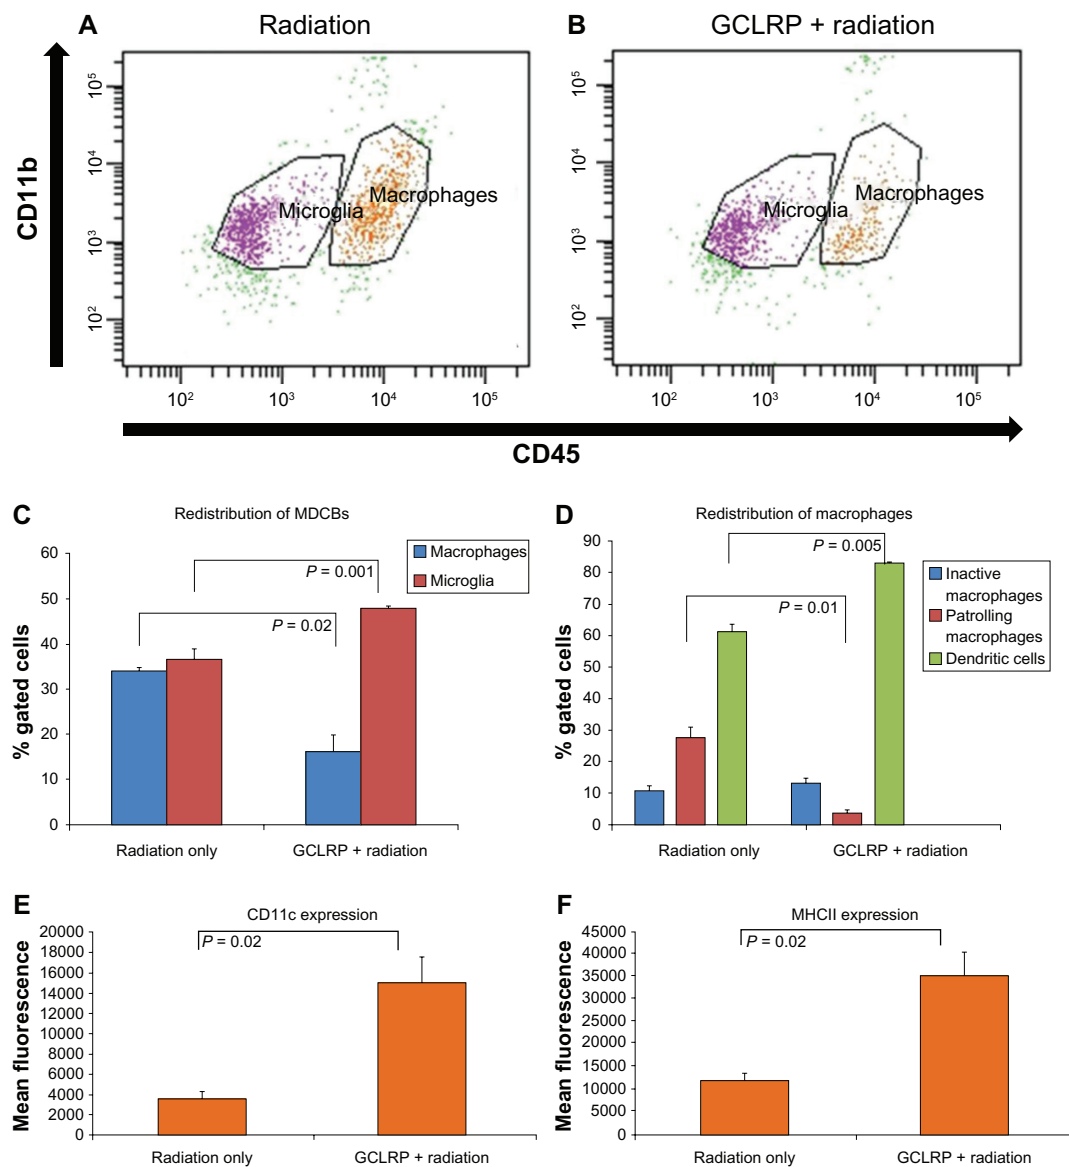 A
Radiation
B
GCLRP + radiation
CD11b
10⁵
10⁴
10³
10²
Microglia
Macrophages
10² 10³ 10⁴ 10⁵
10⁵
10⁴
10³
10²
Microglia
Macrophages
10² 10³ 10⁴ 10⁵
CD45
C
Redistribution of MDCBs
% gated cells
60
50
40
30
20
10
0
P = 0.001
P = 0.02
Macrophages
Microglia
Radiation only
GCLRP + radiation
D
Redistribution of macrophages
% gated cells
90
80
70
60
50
40
30
20
10
0
P = 0.005
P = 0.01
Inactive
macrophages
Patrolling
macrophages
Dendritic cells
Radiation only
GCLRP + radiation
E
CD11c expression
Mean fluorescence
20000
18000
16000
14000
12000
10000
8000
6000
4000
2000
0
P = 0.02
Radiation only
GCLRP + radiation
F
MHCII expression
Mean fluorescence
45000
40000
35000
30000
25000
20000
15000
10000
5000
0
P = 0.02
Radiation only
GCLRP + radiation